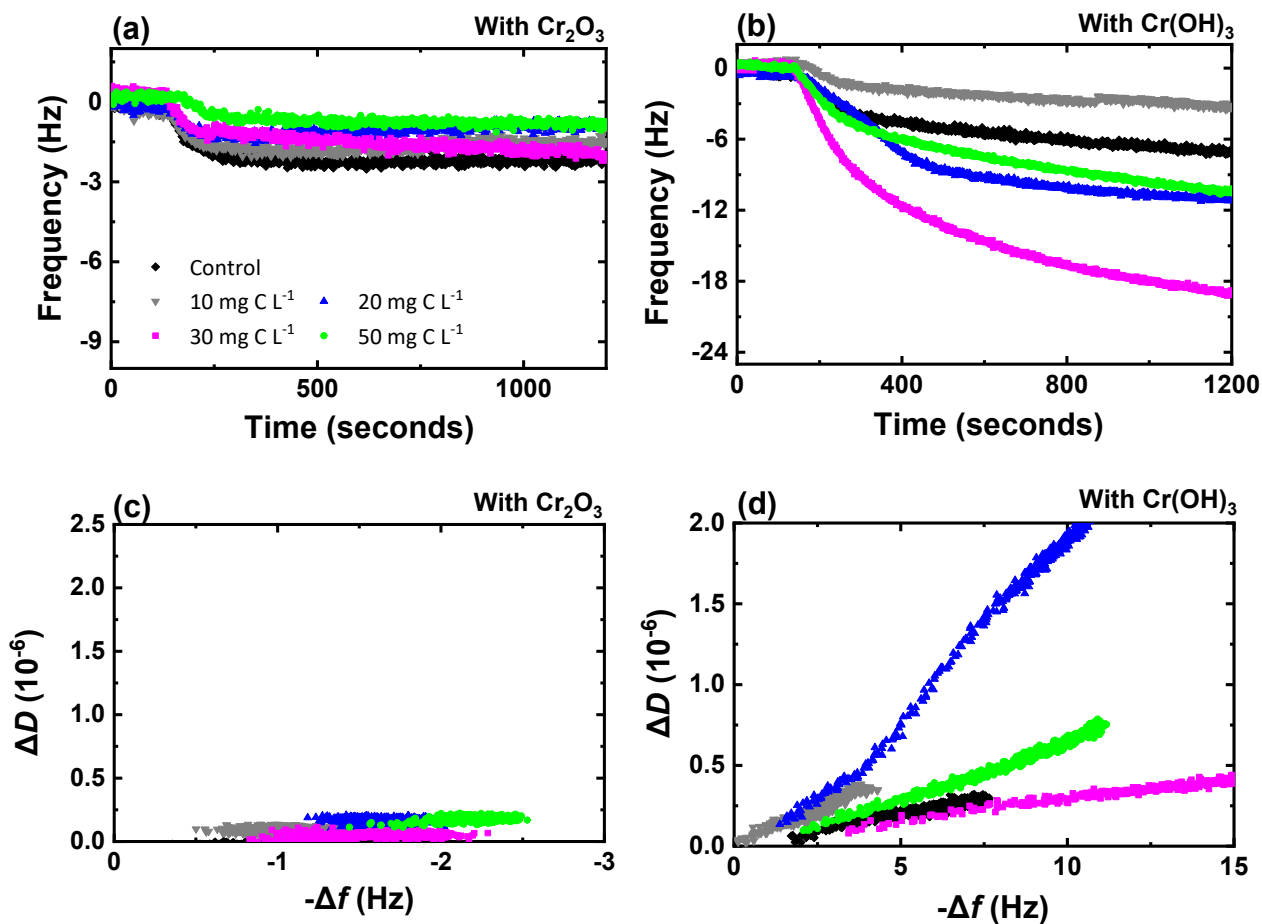 (a)
With Cr₂O₃
0
-3
-6
-9
Frequency (Hz)
Control
10 mg C L⁻¹
20 mg C L⁻¹
30 mg C L⁻¹
50 mg C L⁻¹
0
500
1000
Time (seconds)
(b)
With Cr(OH)₃
0
-6
-12
-18
-24
Frequency (Hz)
0
400
800
1200
Time (seconds)
(c)
With Cr₂O₃
2.5
2.0
1.5
1.0
0.5
0.0
ΔD (10⁻⁶)
0
-1
-2
-3
-Δf (Hz)
(d)
With Cr(OH)₃
2.0
1.5
1.0
0.5
0.0
ΔD (10⁻⁶)
0
5
10
15
-Δf (Hz)